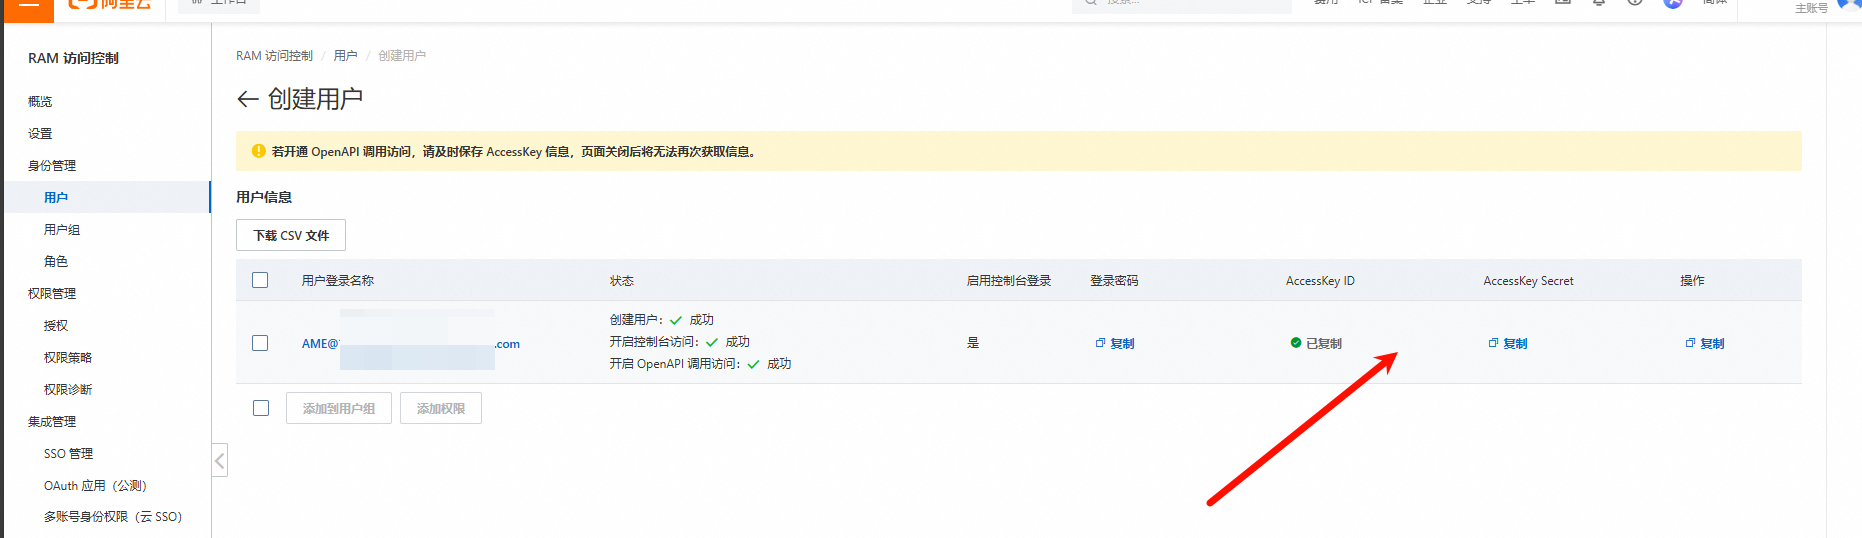 阿里云
工作台
搜索...
费用 ICP 备案 企业 支持 工单 简体
主账号
RAM 访问控制
概览
设置
身份管理
用户
用户组
角色
权限管理
授权
权限策略
权限诊断
集成管理
SSO 管理
OAuth 应用（公测）
多账号身份权限（云 SSO）
RAM 访问控制 / 用户 / 创建用户
← 创建用户
若开通 OpenAPI 调用访问，请及时保存 AccessKey 信息，页面关闭后将无法再次获取信息。
用户信息
下载 CSV 文件
用户登录名称 状态 启用控制台登录 登录密码 AccessKey ID AccessKey Secret 操作
创建用户： 成功
AME@ .com 开启控制台访问： 成功 是 复制 已复制 复制 复制
开启 OpenAPI 调用访问： 成功
添加到用户组 添加权限